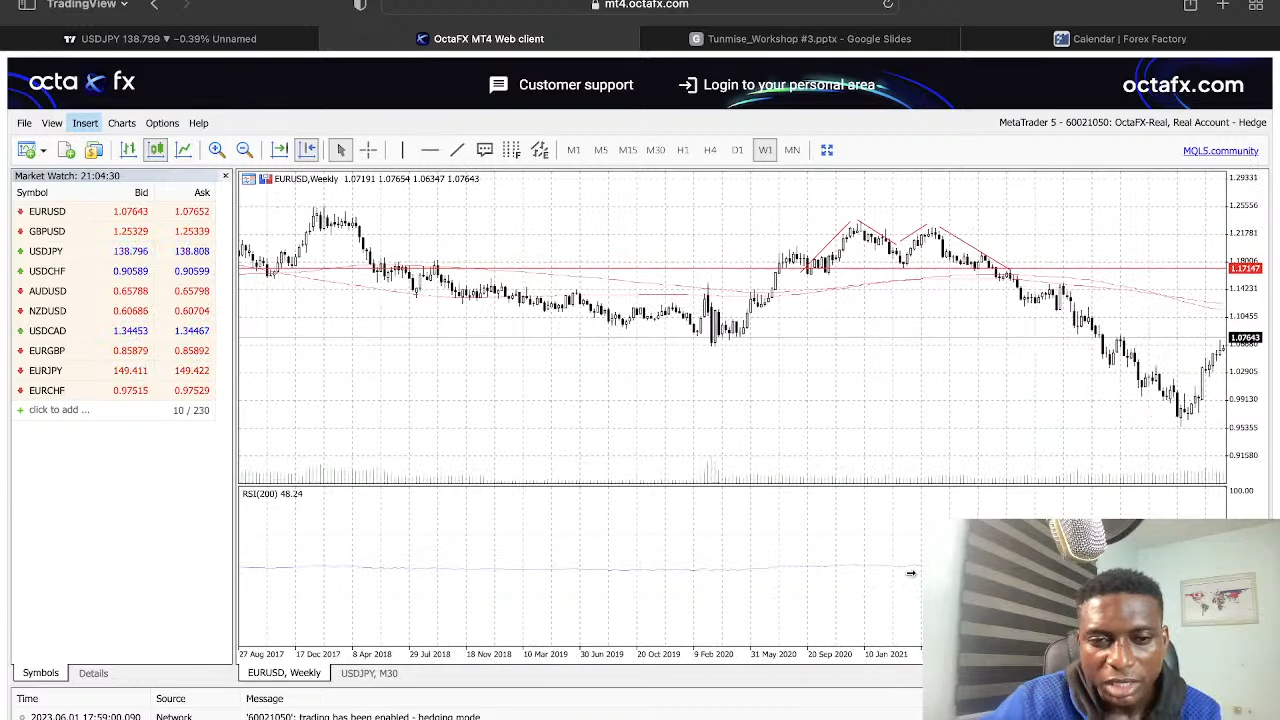 TradingView
mt4.octafx.com
USDJPY 138.799 ▼ −0.39% Unnamed
OctaFX MT4 Web client
Tunmise_Workshop #3.pptx - Google Slides
Calendar | Forex Factory
octa fx
Customer support
Login to your personal area
octafx.com
File View Insert Charts Options Help
MetaTrader 5 - 60021050: OctaFX-Real, Real Account - Hedge
M1 M5 M15 M30 H1 H4 D1 W1 MN
MQL5.community
Market Watch: 21:04:30
Symbol Bid Ask
EURUSD 1.07643 1.07652
GBPUSD 1.25329 1.25339
USDJPY 138.796 138.808
USDCHF 0.90589 0.90599
AUDUSD 0.65788 0.65798
NZDUSD 0.60686 0.60704
USDCAD 1.34453 1.34467
EURGBP 0.85879 0.85892
EURJPY 149.411 149.422
EURCHF 0.97515 0.97529
click to add ... 10 / 230
EURUSD,Weekly 1.07191 1.07654 1.06347 1.07643
1.29331
1.25556
1.21781
1.18006
1.17147
1.14231
1.10455
1.07643
1.02905
0.99130
0.95355
0.91580
RSI(200) 48.24
100.00
27 Aug 2017 17 Dec 2017 8 Apr 2018 29 Jul 2018 18 Nov 2018 10 Mar 2019 30 Jun 2019 20 Oct 2019 9 Feb 2020 31 May 2020 20 Sep 2020 10 Jan 2021
Symbols Details
EURUSD, Weekly USDJPY, M30
Time Source Message
2023.06.01 17:59:00.090 Network '60021050': trading has been enabled - hedging mode